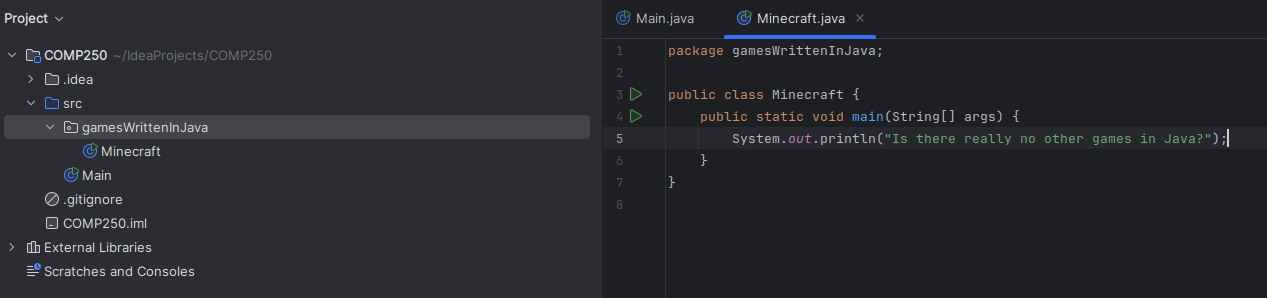 Project
COMP250 ~/IdeaProjects/COMP250
.idea
src
gamesWrittenInJava
Minecraft
Main
.gitignore
COMP250.iml
External Libraries
Scratches and Consoles
Main.java Minecraft.java
1 package gamesWrittenInJava;
2
3 public class Minecraft {
4 public static void main(String[] args) {
5 System.out.println("Is there really no other games in Java?");
6 }
7 }
8